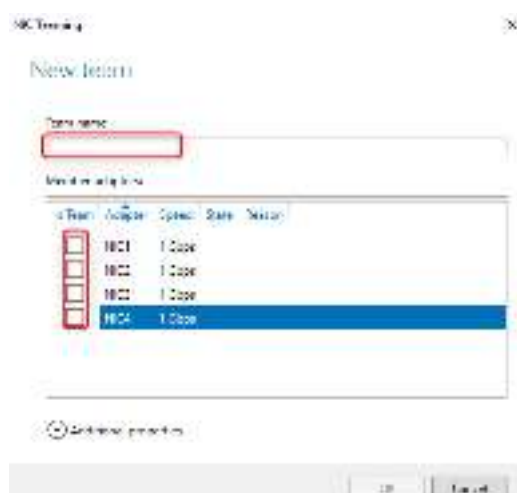 NIC Teaming
New team
Team name:
Member adapters:
In Team Adapter Speed State Reason
NIC1 1 Gbps
NIC2 1 Gbps
NIC3 1 Gbps
NIC4 1 Gbps
Additional properties
OK Cancel